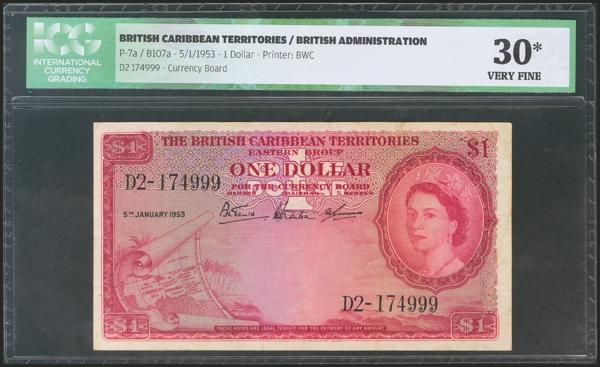 ICG
INTERNATIONAL
CURRENCY
GRADING
BRITISH CARIBBEAN TERRITORIES / BRITISH ADMINISTRATION
P-7a / B107a - 5/1/1953 - 1 Dollar - Printer: BWC
D2 174999 - Currency Board
30*
VERY FINE
THE BRITISH CARIBBEAN TERRITORIES
EASTERN GROUP
$1
$1
ONE DOLLAR
FOR THE CURRENCY BOARD
MEMBER CHAIRMAN MEMBER
D2-174999
5TH JANUARY 1953
D2-174999
$1
$1
THESE NOTES ARE LEGAL TENDER FOR THE PAYMENT OF ANY AMOUNT